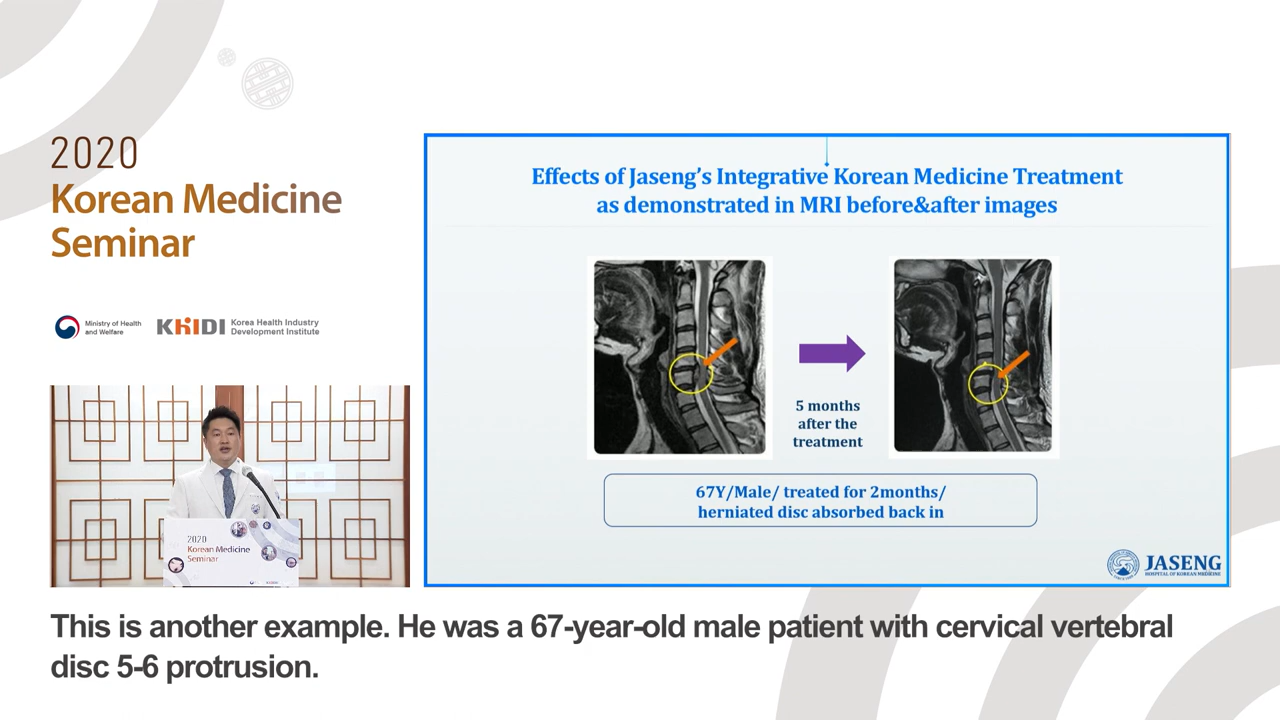 2020
Korean Medicine
Seminar
Ministry of Health
and Welfare
KHIDI
Korea Health Industry
Development Institute
Effects of Jaseng's Integrative Korean Medicine Treatment
as demonstrated in MRI before&after images
5 months
after the
treatment
67Y/Male/ treated for 2months/
herniated disc absorbed back in
JASENG
HOSPITAL OF KOREAN MEDICINE
2020
Korean Medicine
Seminar
This is another example. He was a 67-year-old male patient with cervical vertebral
disc 5-6 protrusion.